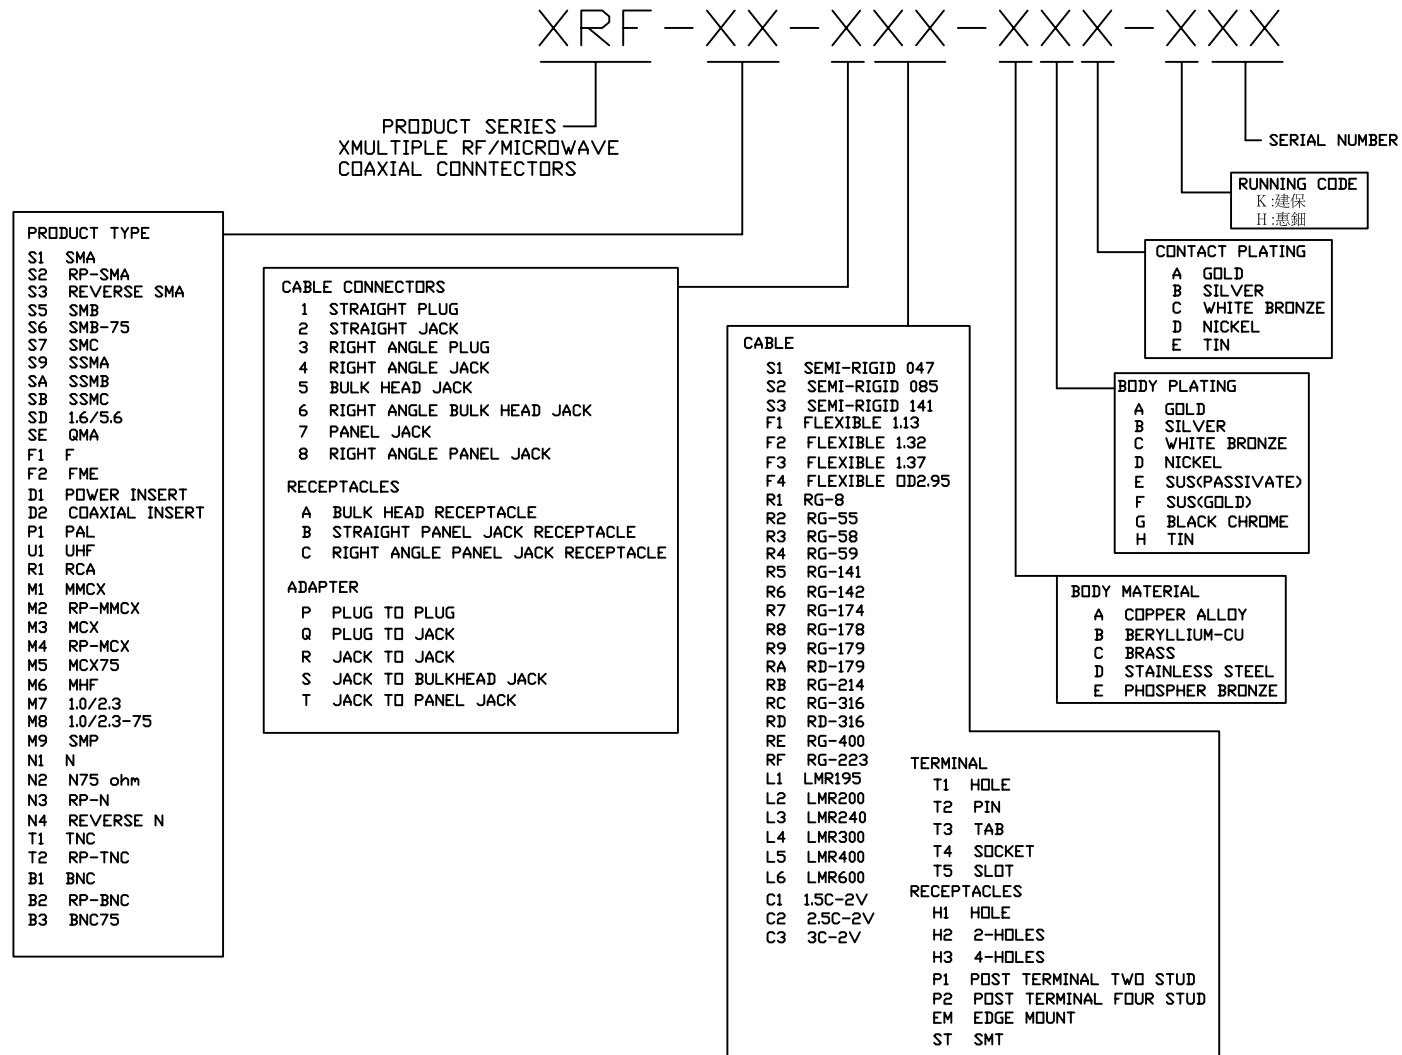 XRF-XX-XXX-XXX-XXX
PRODUCT SERIES
XMULTIPLE RF/MICROWAVE
COAXIAL CONNTECTORS
SERIAL NUMBER
RUNNING CODE
K:建保
H:惠鈿
CONTACT PLATING
A GOLD
B SILVER
C WHITE BRONZE
D NICKEL
E TIN
BODY PLATING
A GOLD
B SILVER
C WHITE BRONZE
D NICKEL
E SUS(PASSIVATE)
F SUS(GOLD)
G BLACK CHROME
H TIN
BODY MATERIAL
A COPPER ALLOY
B BERYLLIUM-CU
C BRASS
D STAINLESS STEEL
E PHOSPHER BRONZE
PRODUCT TYPE
S1 SMA
S2 RP-SMA
S3 REVERSE SMA
S5 SMB
S6 SMB-75
S7 SMC
S9 SSMA
SA SSMB
SB SSMC
SD 1.6/5.6
SE QMA
F1 F
F2 FME
D1 POWER INSERT
D2 COAXIAL INSERT
P1 PAL
U1 UHF
R1 RCA
M1 MMCX
M2 RP-MMCX
M3 MCX
M4 RP-MCX
M5 MCX75
M6 MHF
M7 1.0/2.3
M8 1.0/2.3-75
M9 SMP
N1 N
N2 N75 ohm
N3 RP-N
N4 REVERSE N
T1 TNC
T2 RP-TNC
B1 BNC
B2 RP-BNC
B3 BNC75
CABLE CONNECTORS
1 STRAIGHT PLUG
2 STRAIGHT JACK
3 RIGHT ANGLE PLUG
4 RIGHT ANGLE JACK
5 BULK HEAD JACK
6 RIGHT ANGLE BULK HEAD JACK
7 PANEL JACK
8 RIGHT ANGLE PANEL JACK
RECEPTACLES
A BULK HEAD RECEPTACLE
B STRAIGHT PANEL JACK RECEPTACLE
C RIGHT ANGLE PANEL JACK RECEPTACLE
ADAPTER
P PLUG TO PLUG
Q PLUG TO JACK
R JACK TO JACK
S JACK TO BULKHEAD JACK
T JACK TO PANEL JACK
CABLE
S1 SEMI-RIGID 047
S2 SEMI-RIGID 085
S3 SEMI-RIGID 141
F1 FLEXIBLE 1.13
F2 FLEXIBLE 1.32
F3 FLEXIBLE 1.37
F4 FLEXIBLE OD2.95
R1 RG-8
R2 RG-55
R3 RG-58
R4 RG-59
R5 RG-141
R6 RG-142
R7 RG-174
R8 RG-178
R9 RG-179
RA RD-179
RB RG-214
RC RG-316
RD RD-316
RE RG-400
RF RG-223
L1 LMR195
L2 LMR200
L3 LMR240
L4 LMR300
L5 LMR400
L6 LMR600
C1 1.5C-2V
C2 2.5C-2V
C3 3C-2V
TERMINAL
T1 HOLE
T2 PIN
T3 TAB
T4 SOCKET
T5 SLOT
RECEPTACLES
H1 HOLE
H2 2-HOLES
H3 4-HOLES
P1 POST TERMINAL TWO STUD
P2 POST TERMINAL FOUR STUD
EM EDGE MOUNT
ST SMT